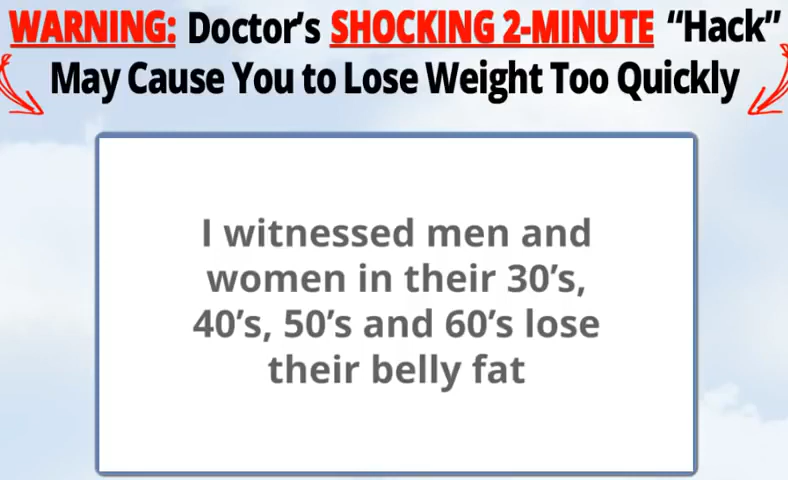 WARNING: Doctor's SHOCKING 2-MINUTE “Hack”
May Cause You to Lose Weight Too Quickly
I witnessed men and
women in their 30’s,
40’s, 50’s and 60’s lose
their belly fat